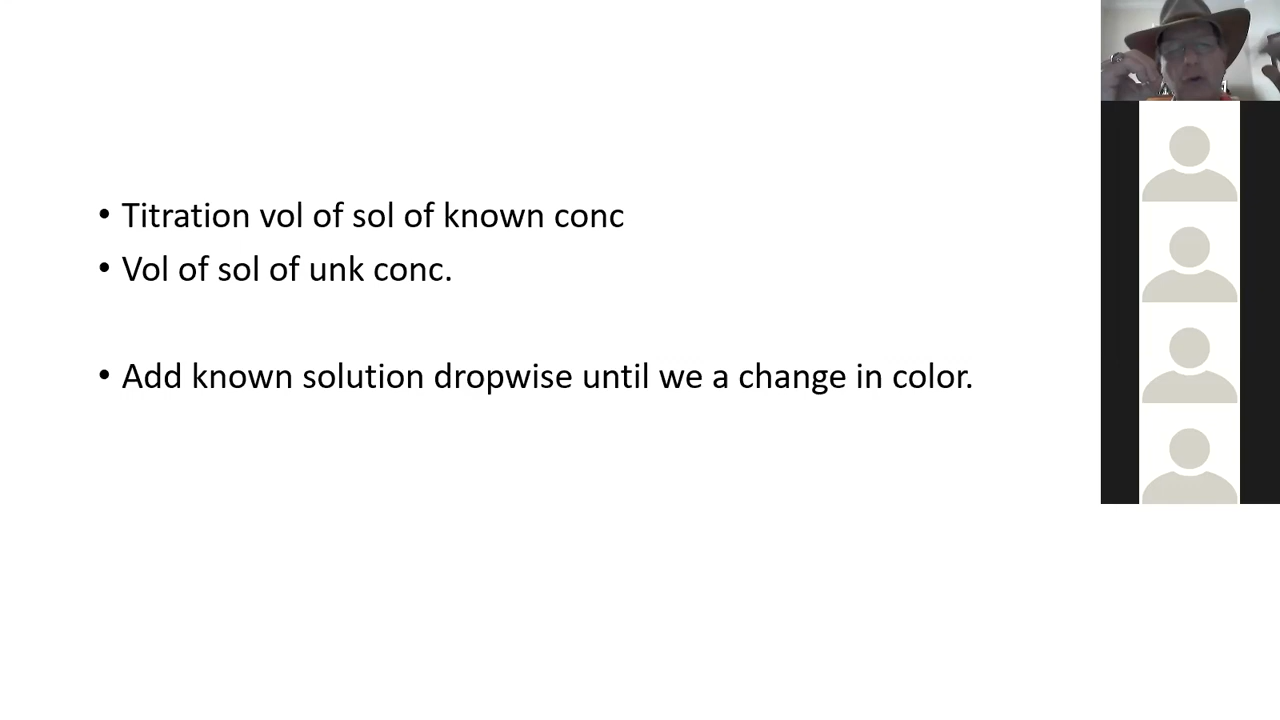 • Titration vol of sol of known conc
• Vol of sol of unk conc.
• Add known solution dropwise until we a change in color.